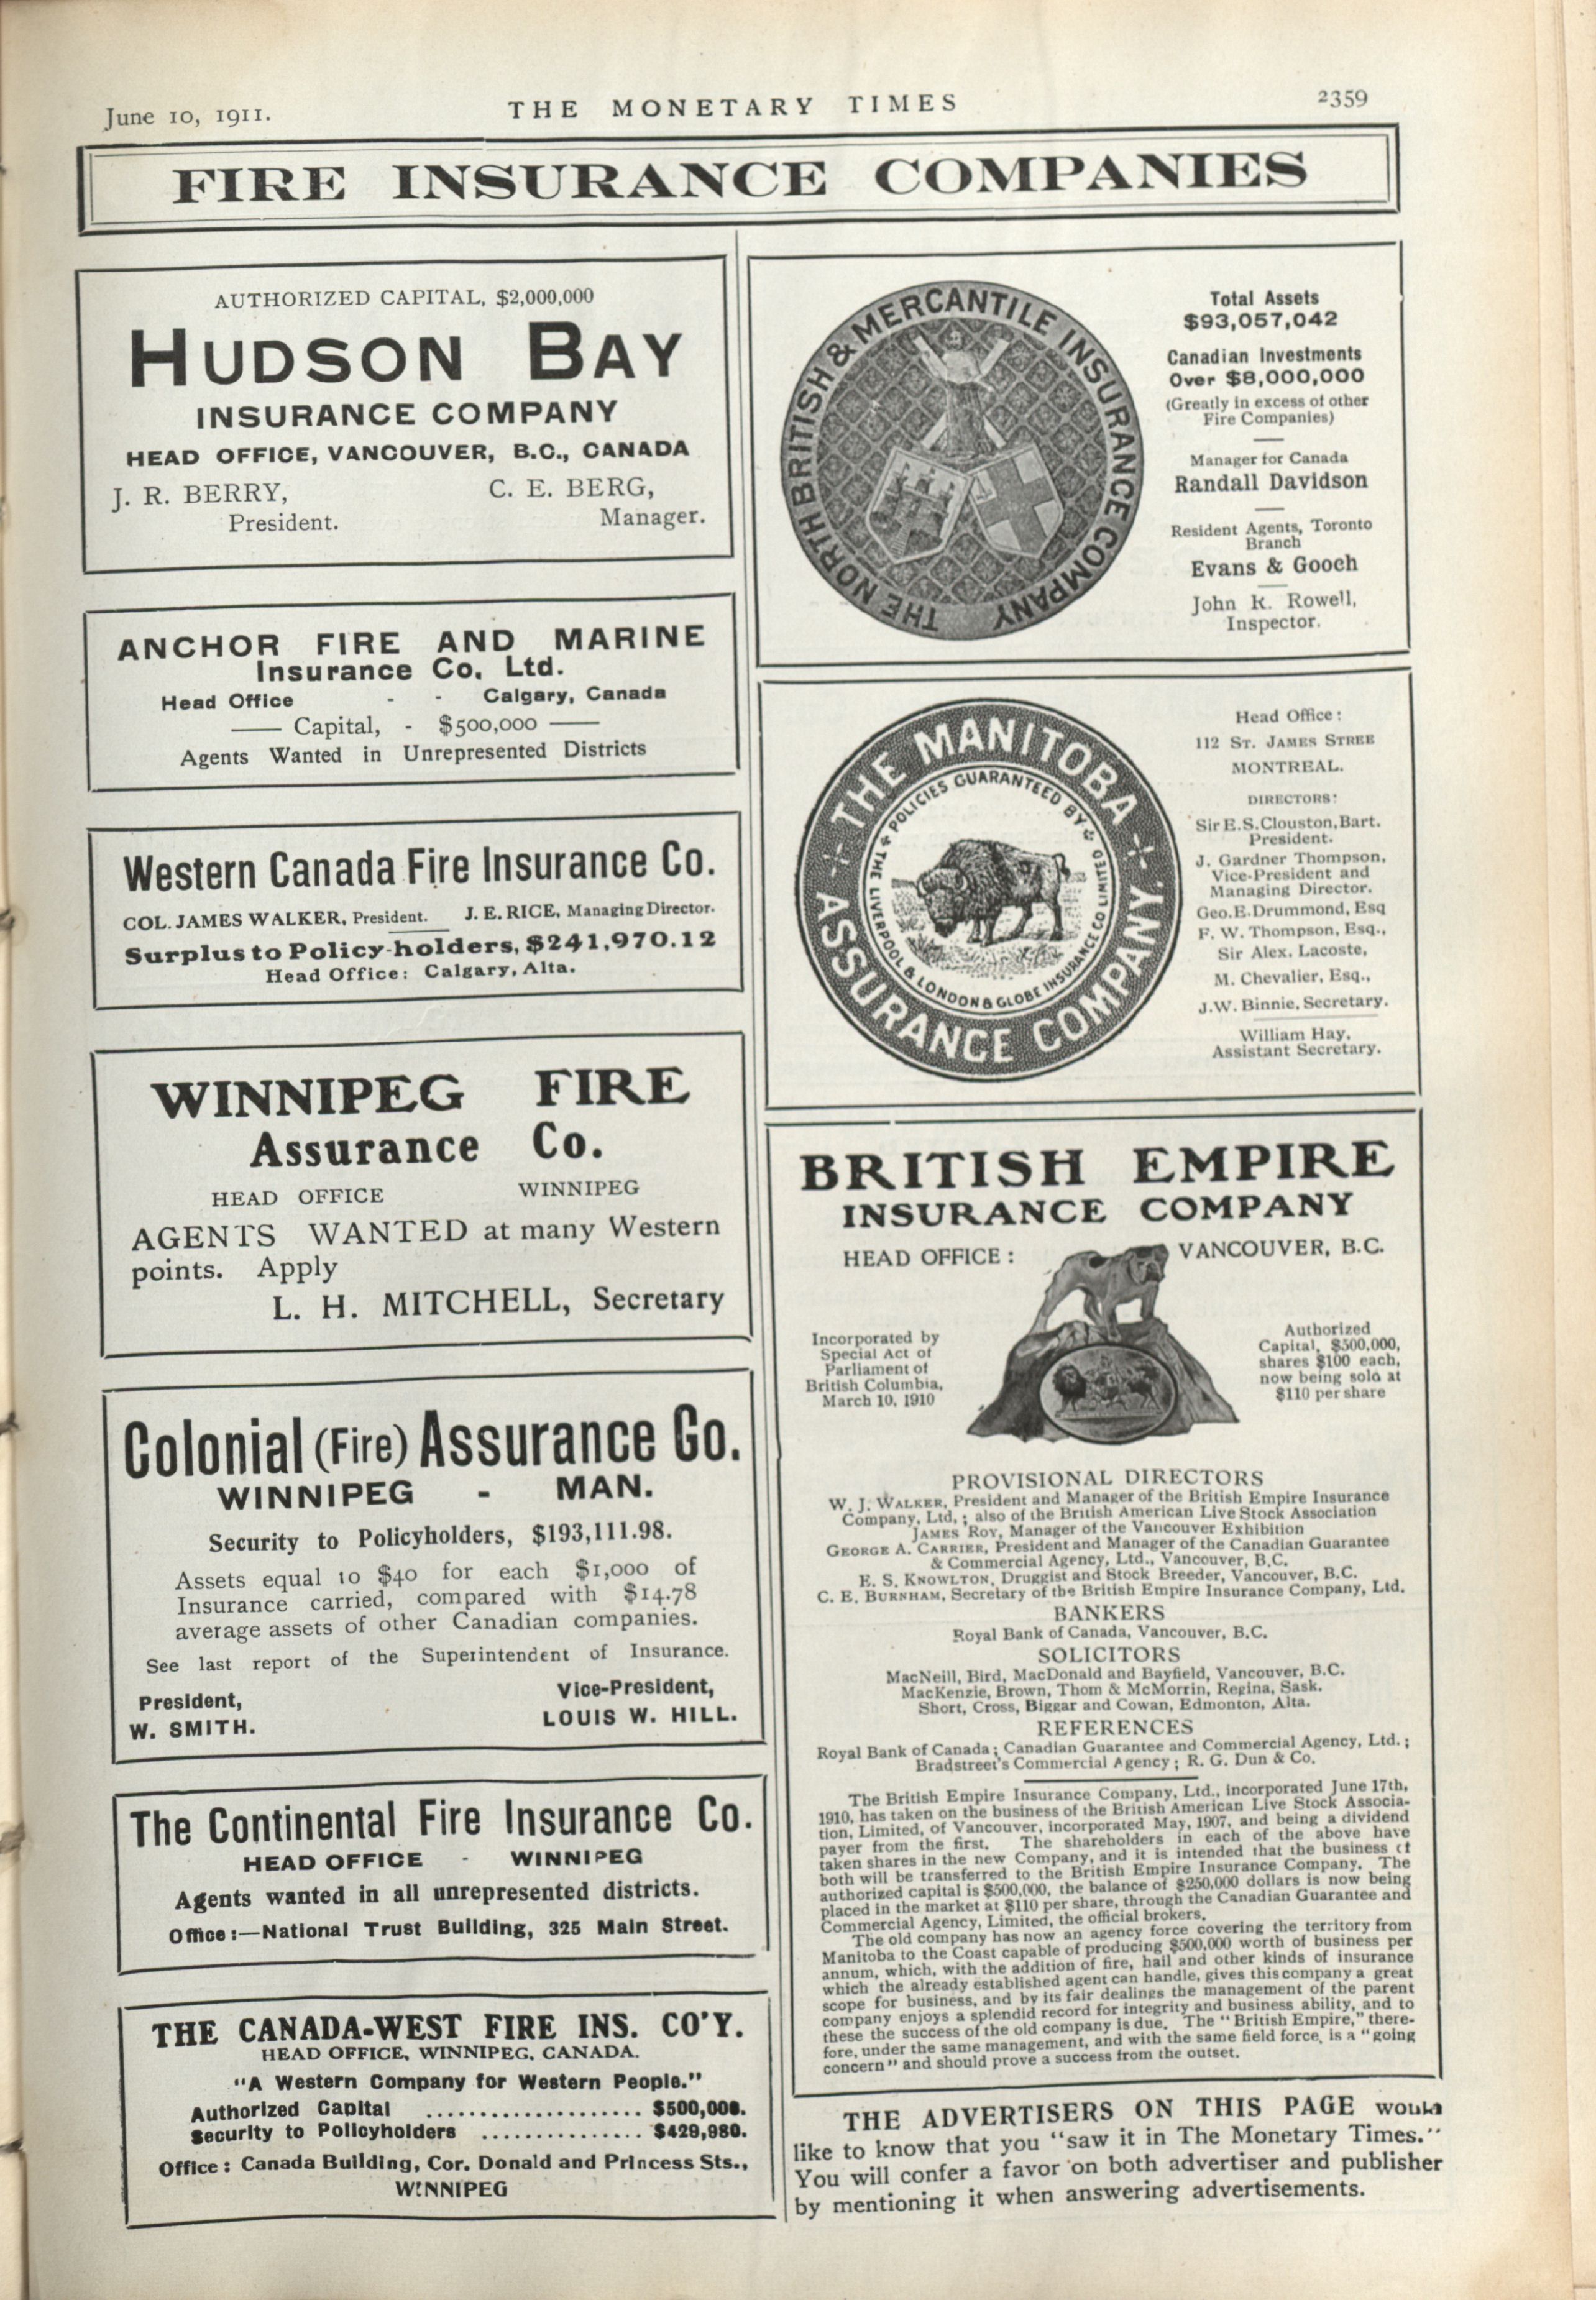 June 10, 1911.
THE MONETARY TIMES
2359
FIRE INSURANCE COMPANIES
AUTHORIZED CAPITAL, $2,000,000
HUDSON BAY
INSURANCE COMPANY
HEAD OFFICE, VANCOUVER, B.C., CANADA
J. R. BERRY, C. E. BERG,
President. Manager.
ANCHOR FIRE AND MARINE
Insurance Co. Ltd.
Head Office - - Calgary, Canada
Capital, - $500,000
Agents Wanted in Unrepresented Districts
Western Canada Fire Insurance Co.
COL. JAMES WALKER, President. J. E. RICE, Managing Director.
Surplus to Policy-holders, $241,970.12
Head Office: Calgary, Alta.
WINNIPEG FIRE
Assurance Co.
HEAD OFFICE WINNIPEG
AGENTS WANTED at many Western
points. Apply
L. H. MITCHELL, Secretary
Colonial (Fire) Assurance Co.
WINNIPEG - MAN.
Security to Policyholders, $193,111.98.
Assets equal to $40 for each $1,000 of
Insurance carried, compared with $14.78
average assets of other Canadian companies.
See last report of the Superintendent of Insurance.
President, Vice-President,
W. SMITH. LOUIS W. HILL.
The Continental Fire Insurance Co.
HEAD OFFICE - WINNIPEG
Agents wanted in all unrepresented districts.
Office:—National Trust Building, 325 Main Street.
THE CANADA-WEST FIRE INS. CO'Y.
HEAD OFFICE, WINNIPEG, CANADA.
"A Western Company for Western People."
Authorized Capital .................... $500,000.
Security to Policyholders ............... $429,980.
Office: Canada Building, Cor. Donald and Princess Sts.,
WINNIPEG
THE NORTH BRITISH & MERCANTILE INSURANCE COMPANY
Total Assets
$93,057,042
Canadian Investments
Over $8,000,000
(Greatly in excess of other
Fire Companies)
Manager for Canada
Randall Davidson
Resident Agents, Toronto
Branch
Evans & Gooch
John K. Rowell,
Inspector.
THE MANITOBA ASSURANCE COMPANY
POLICIES GUARANTEED BY
THE LIVERPOOL & LONDON & GLOBE INSURANCE CO LIMITED
Head Office:
112 ST. JAMES STREE
MONTREAL.
DIRECTORS:
Sir E.S. Clouston, Bart.
President.
J. Gardner Thompson,
Vice-President and
Managing Director.
Geo.E.Drummond, Esq
F. W. Thompson, Esq.,
Sir Alex. Lacoste,
M. Chevalier, Esq.,
J.W. Binnie, Secretary.
William Hay,
Assistant Secretary.
BRITISH EMPIRE
INSURANCE COMPANY
HEAD OFFICE: VANCOUVER, B.C.
Incorporated by
Special Act of
Parliament of
British Columbia,
March 10, 1910
Authorized
Capital, $500,000,
shares $100 each,
now being sold at
$110 per share
PROVISIONAL DIRECTORS
W. J. WALKER, President and Manager of the British Empire Insurance
Company, Ltd.; also of the British American Live Stock Association
JAMES ROY, Manager of the Vancouver Exhibition
GEORGE A. CARRIER, President and Manager of the Canadian Guarantee
& Commercial Agency, Ltd., Vancouver, B.C.
E. S. KNOWLTON, Druggist and Stock Breeder, Vancouver, B.C.
C. E. BURNHAM, Secretary of the British Empire Insurance Company, Ltd.
BANKERS
Royal Bank of Canada, Vancouver, B.C.
SOLICITORS
MacNeill, Bird, MacDonald and Bayfield, Vancouver, B.C.
MacKenzie, Brown, Thom & McMorrin, Regina, Sask.
Short, Cross, Biggar and Cowan, Edmonton, Alta.
REFERENCES
Royal Bank of Canada; Canadian Guarantee and Commercial Agency, Ltd.;
Bradstreet's Commercial Agency; R. G. Dun & Co.
The British Empire Insurance Company, Ltd., incorporated June 17th,
1910, has taken on the business of the British American Live Stock Associa-
tion, Limited, of Vancouver, incorporated May, 1907, and being a dividend
payer from the first. The shareholders in each of the above have
taken shares in the new Company, and it is intended that the business of
both will be transferred to the British Empire Insurance Company. The
authorized capital is $500,000, the balance of $250,000 dollars is now being
placed in the market at $110 per share, through the Canadian Guarantee and
Commercial Agency, Limited, the official brokers.
The old company has now an agency force covering the territory from
Manitoba to the Coast capable of producing $500,000 worth of business per
annum, which, with the addition of fire, hail and other kinds of insurance
which the already established agent can handle, gives this company a great
scope for business, and by its fair dealings the management of the parent
company enjoys a splendid record for integrity and business ability, and to
these the success of the old company is due. The "British Empire," there-
fore, under the same management, and with the same field force, is a "going
concern" and should prove a success from the outset.
THE ADVERTISERS ON THIS PAGE would
like to know that you "saw it in The Monetary Times."
You will confer a favor on both advertiser and publisher
by mentioning it when answering advertisements.